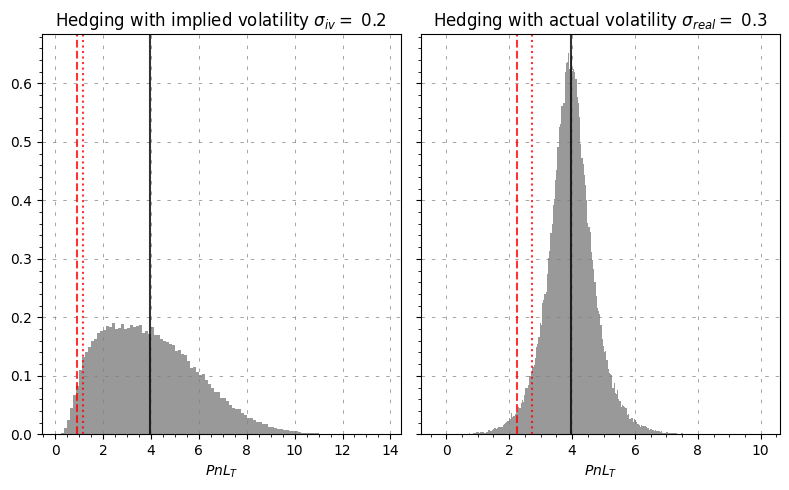 Hedging with implied volatility σ_iv = 0.2
Hedging with actual volatility σ_real = 0.3
0.6
0.5
0.4
0.3
0.2
0.1
0.0
0 2 4 6 8 10 12 14
0 2 4 6 8 10
PnL_T
PnL_T